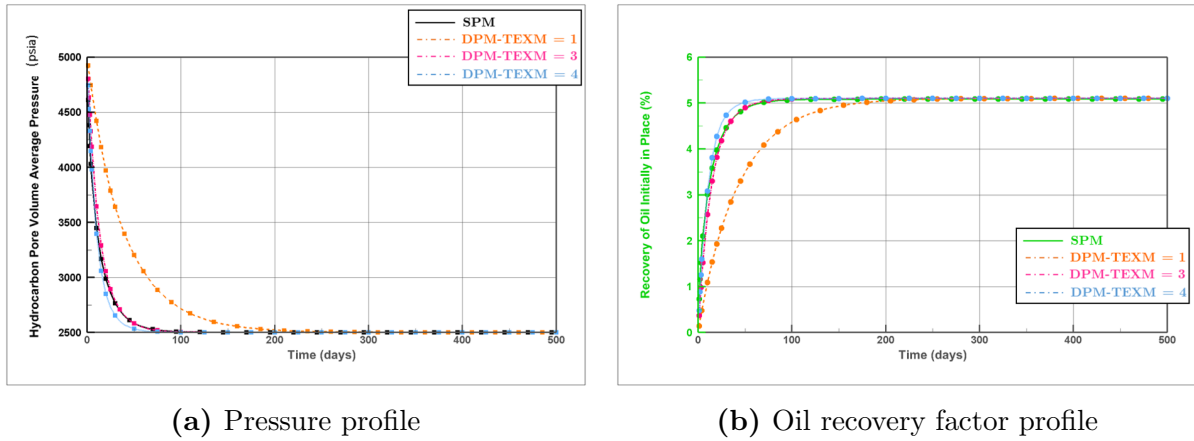 SPM
DPM-TEXM = 1
DPM-TEXM = 3
DPM-TEXM = 4
Hydrocarbon Pore Volume Average Pressure (psia)
5000
4500
4000
3500
3000
2500
0 100 200 300 400 500
Time (days)
(a) Pressure profile
Recovery of Oil Initially in Place (%)
6
5
4
3
2
1
0
SPM
DPM-TEXM = 1
DPM-TEXM = 3
DPM-TEXM = 4
0 100 200 300 400 500
Time (days)
(b) Oil recovery factor profile